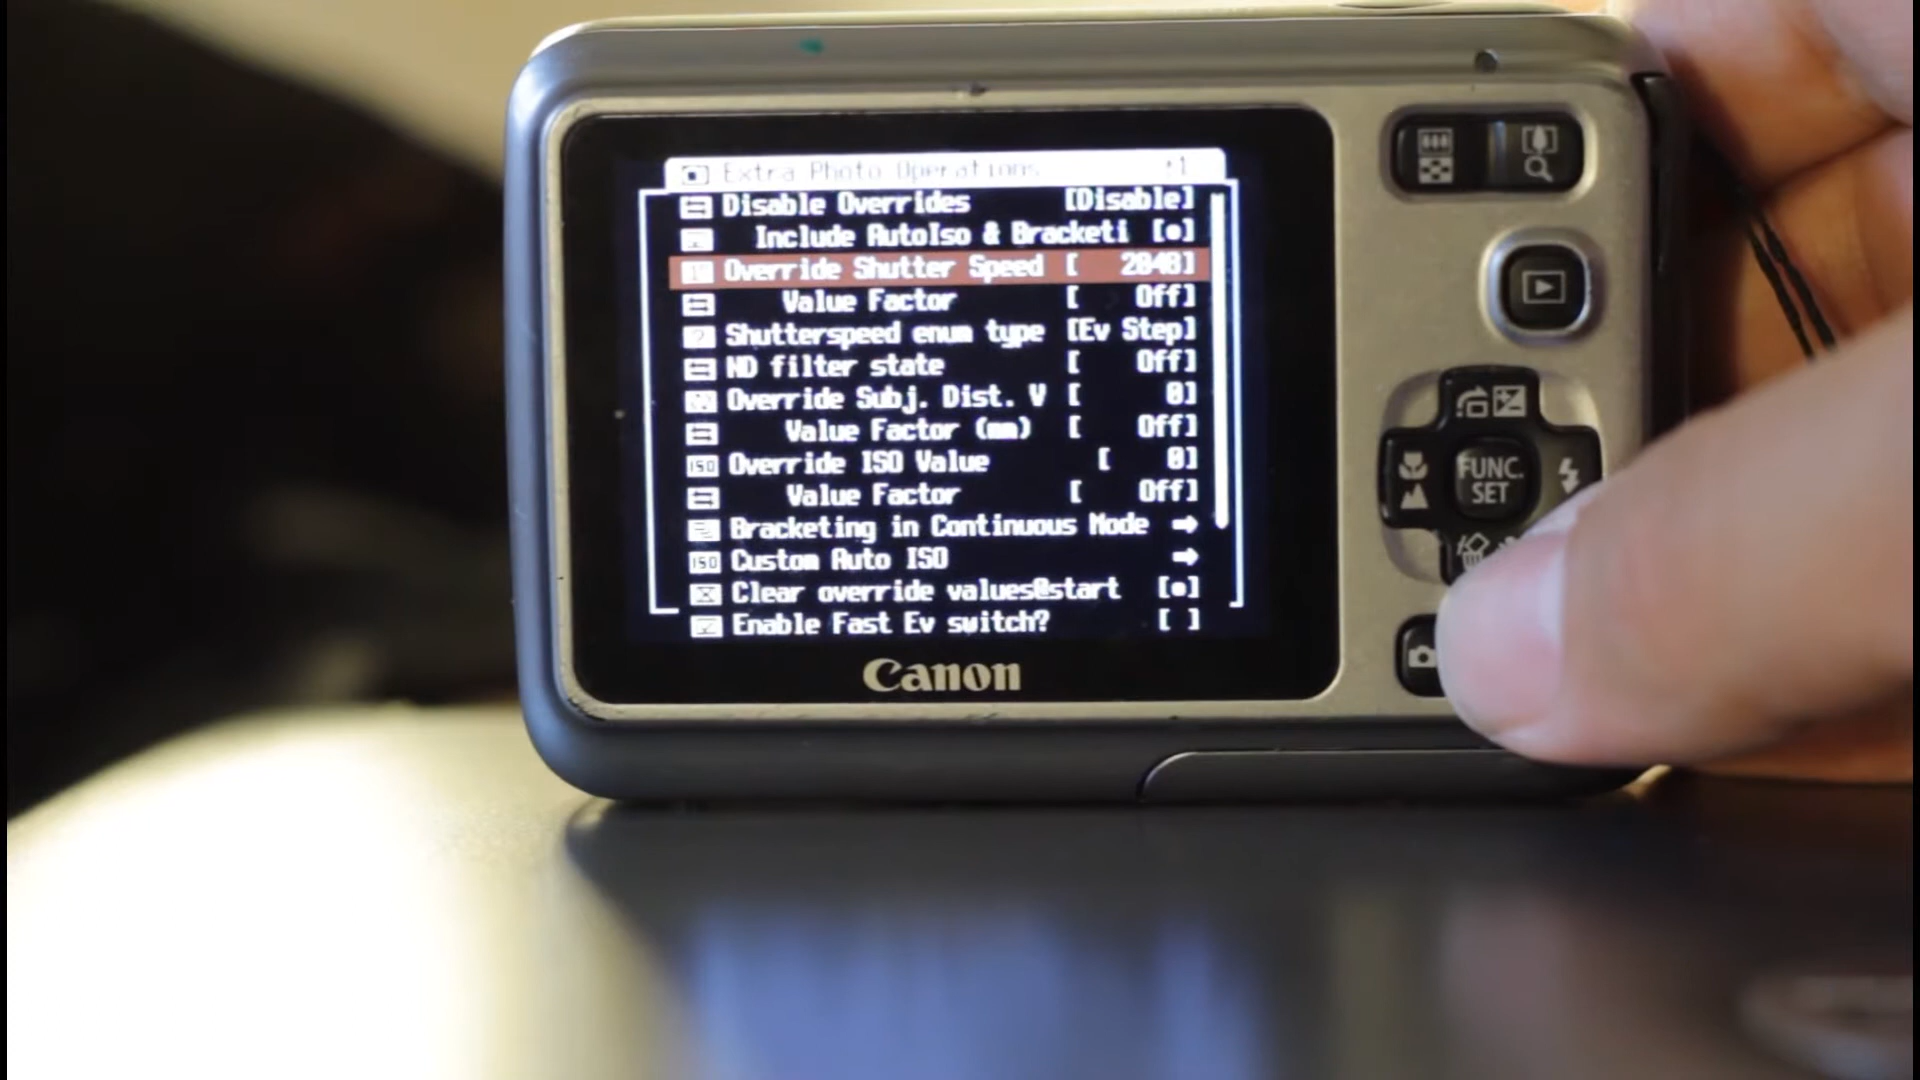 Extra Photo Operations
Disable Overrides [Disable]
Include AutoIso & Bracketi [•]
Override Shutter Speed [ 2048]
Value Factor [ Off]
Shutterspeed enum type [Ev Step]
ND filter state [ Off]
Override Subj. Dist. V [ 0]
Value Factor (mm) [ Off]
ISO Override ISO Value [ 0]
Value Factor [ Off]
Bracketing in Continuous Mode →
ISO Custom Auto ISO →
Clear override values@start [•]
Enable Fast Ev switch? [ ]
Canon
FUNC.
SET